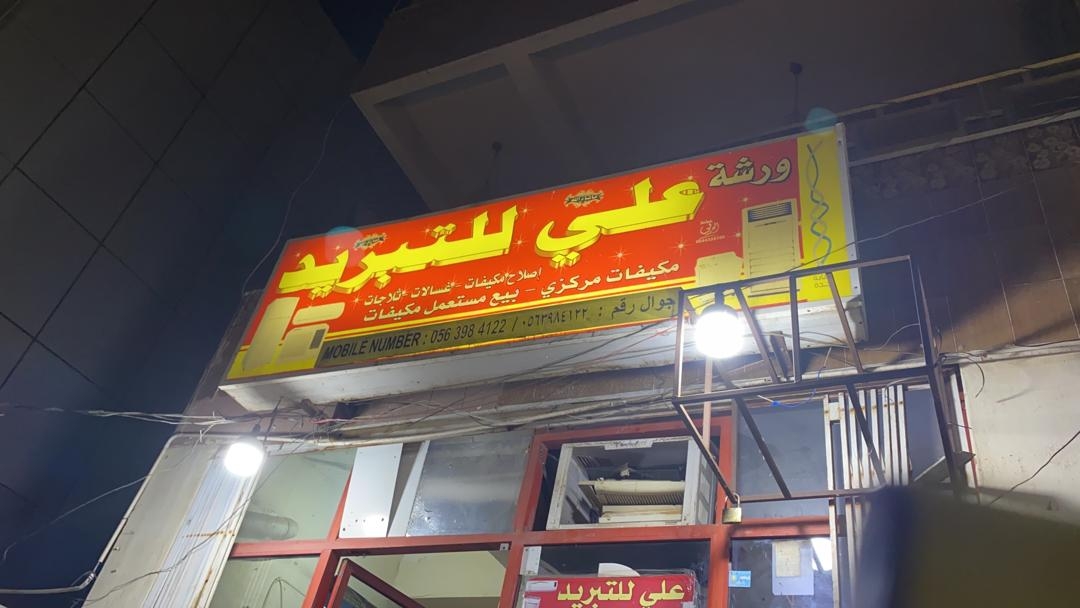 ورشة
علي للتبريد
إصلاح مكيفات - غسالات - ثلاجات
مكيفات مركزي - بيع مستعمل مكيفات
جوال رقم : ٠٥٦٣٩٨٤١٢٢ / MOBILE NUMBER : 056 398 4122
علي للتبريد